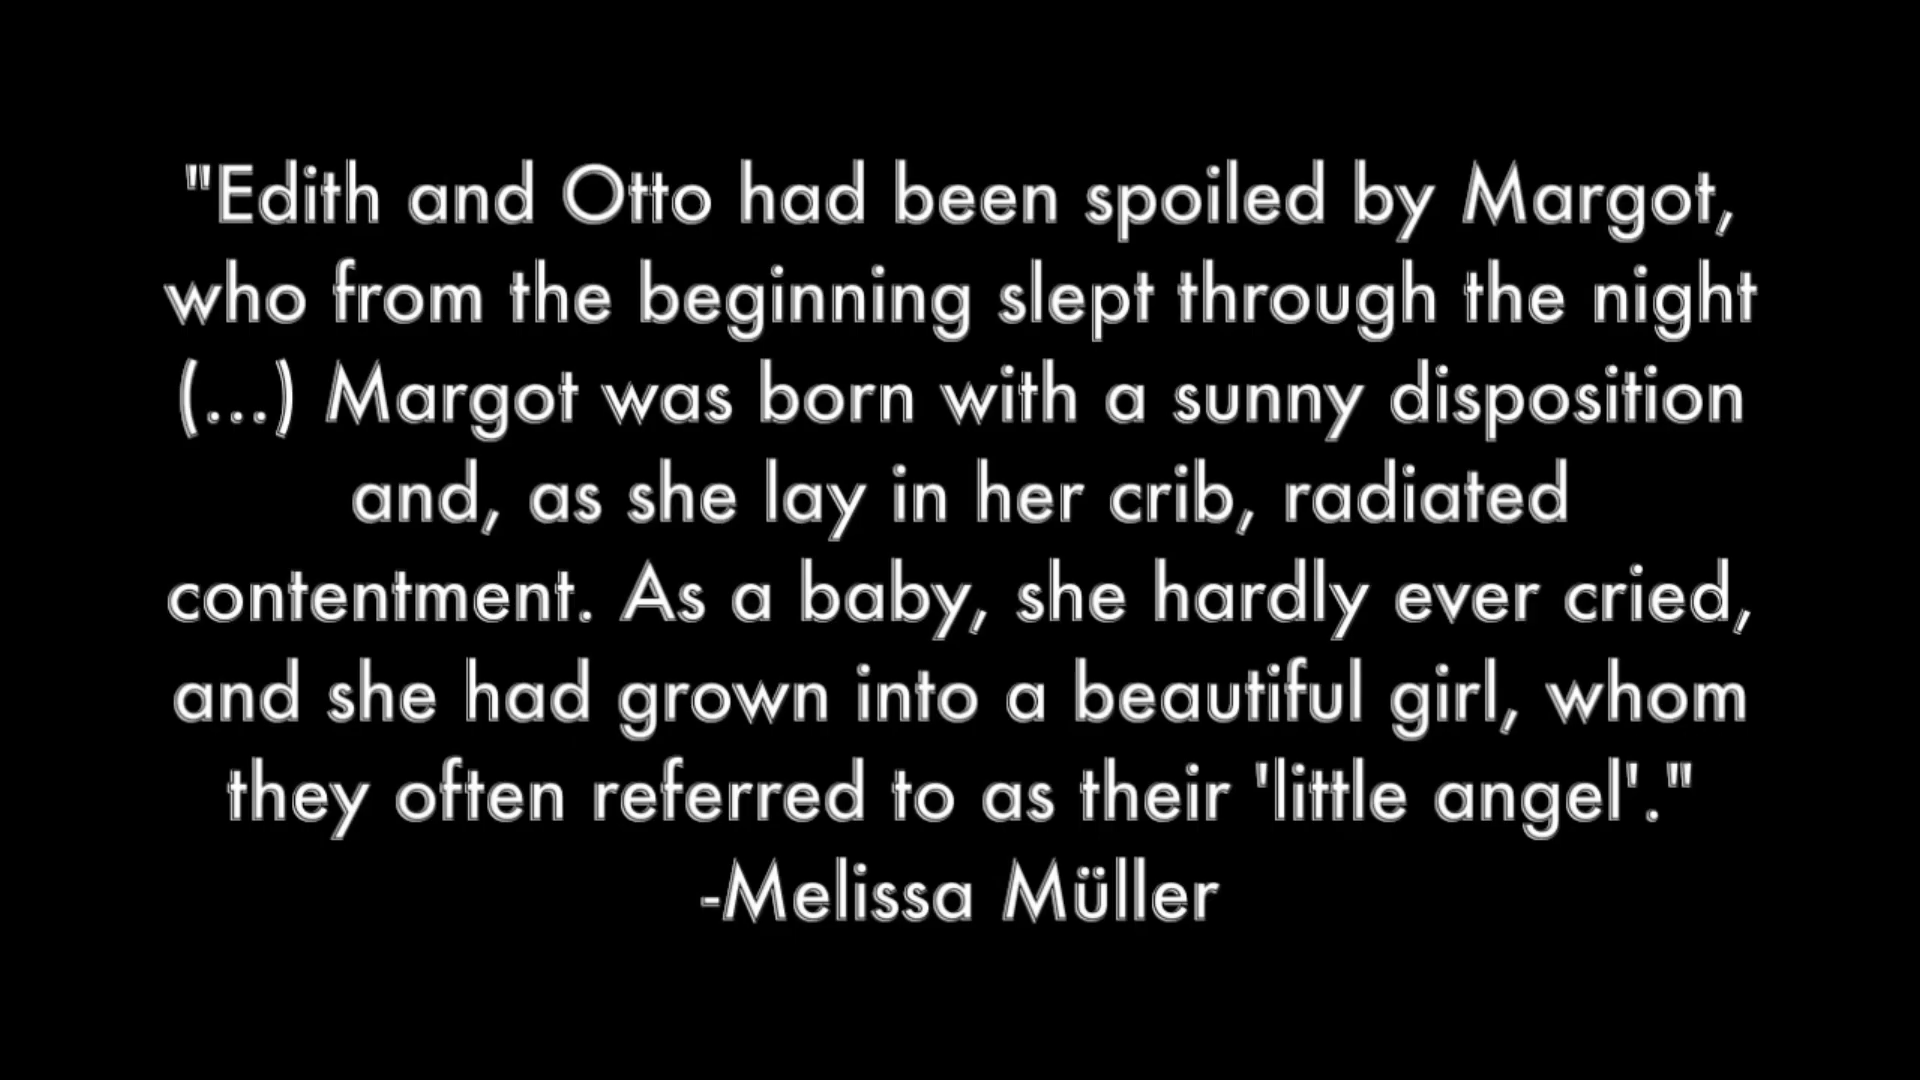 "Edith and Otto had been spoiled by Margot,
who from the beginning slept through the night
(...) Margot was born with a sunny disposition
and, as she lay in her crib, radiated
contentment. As a baby, she hardly ever cried,
and she had grown into a beautiful girl, whom
they often referred to as their 'little angel'."
-Melissa Müller